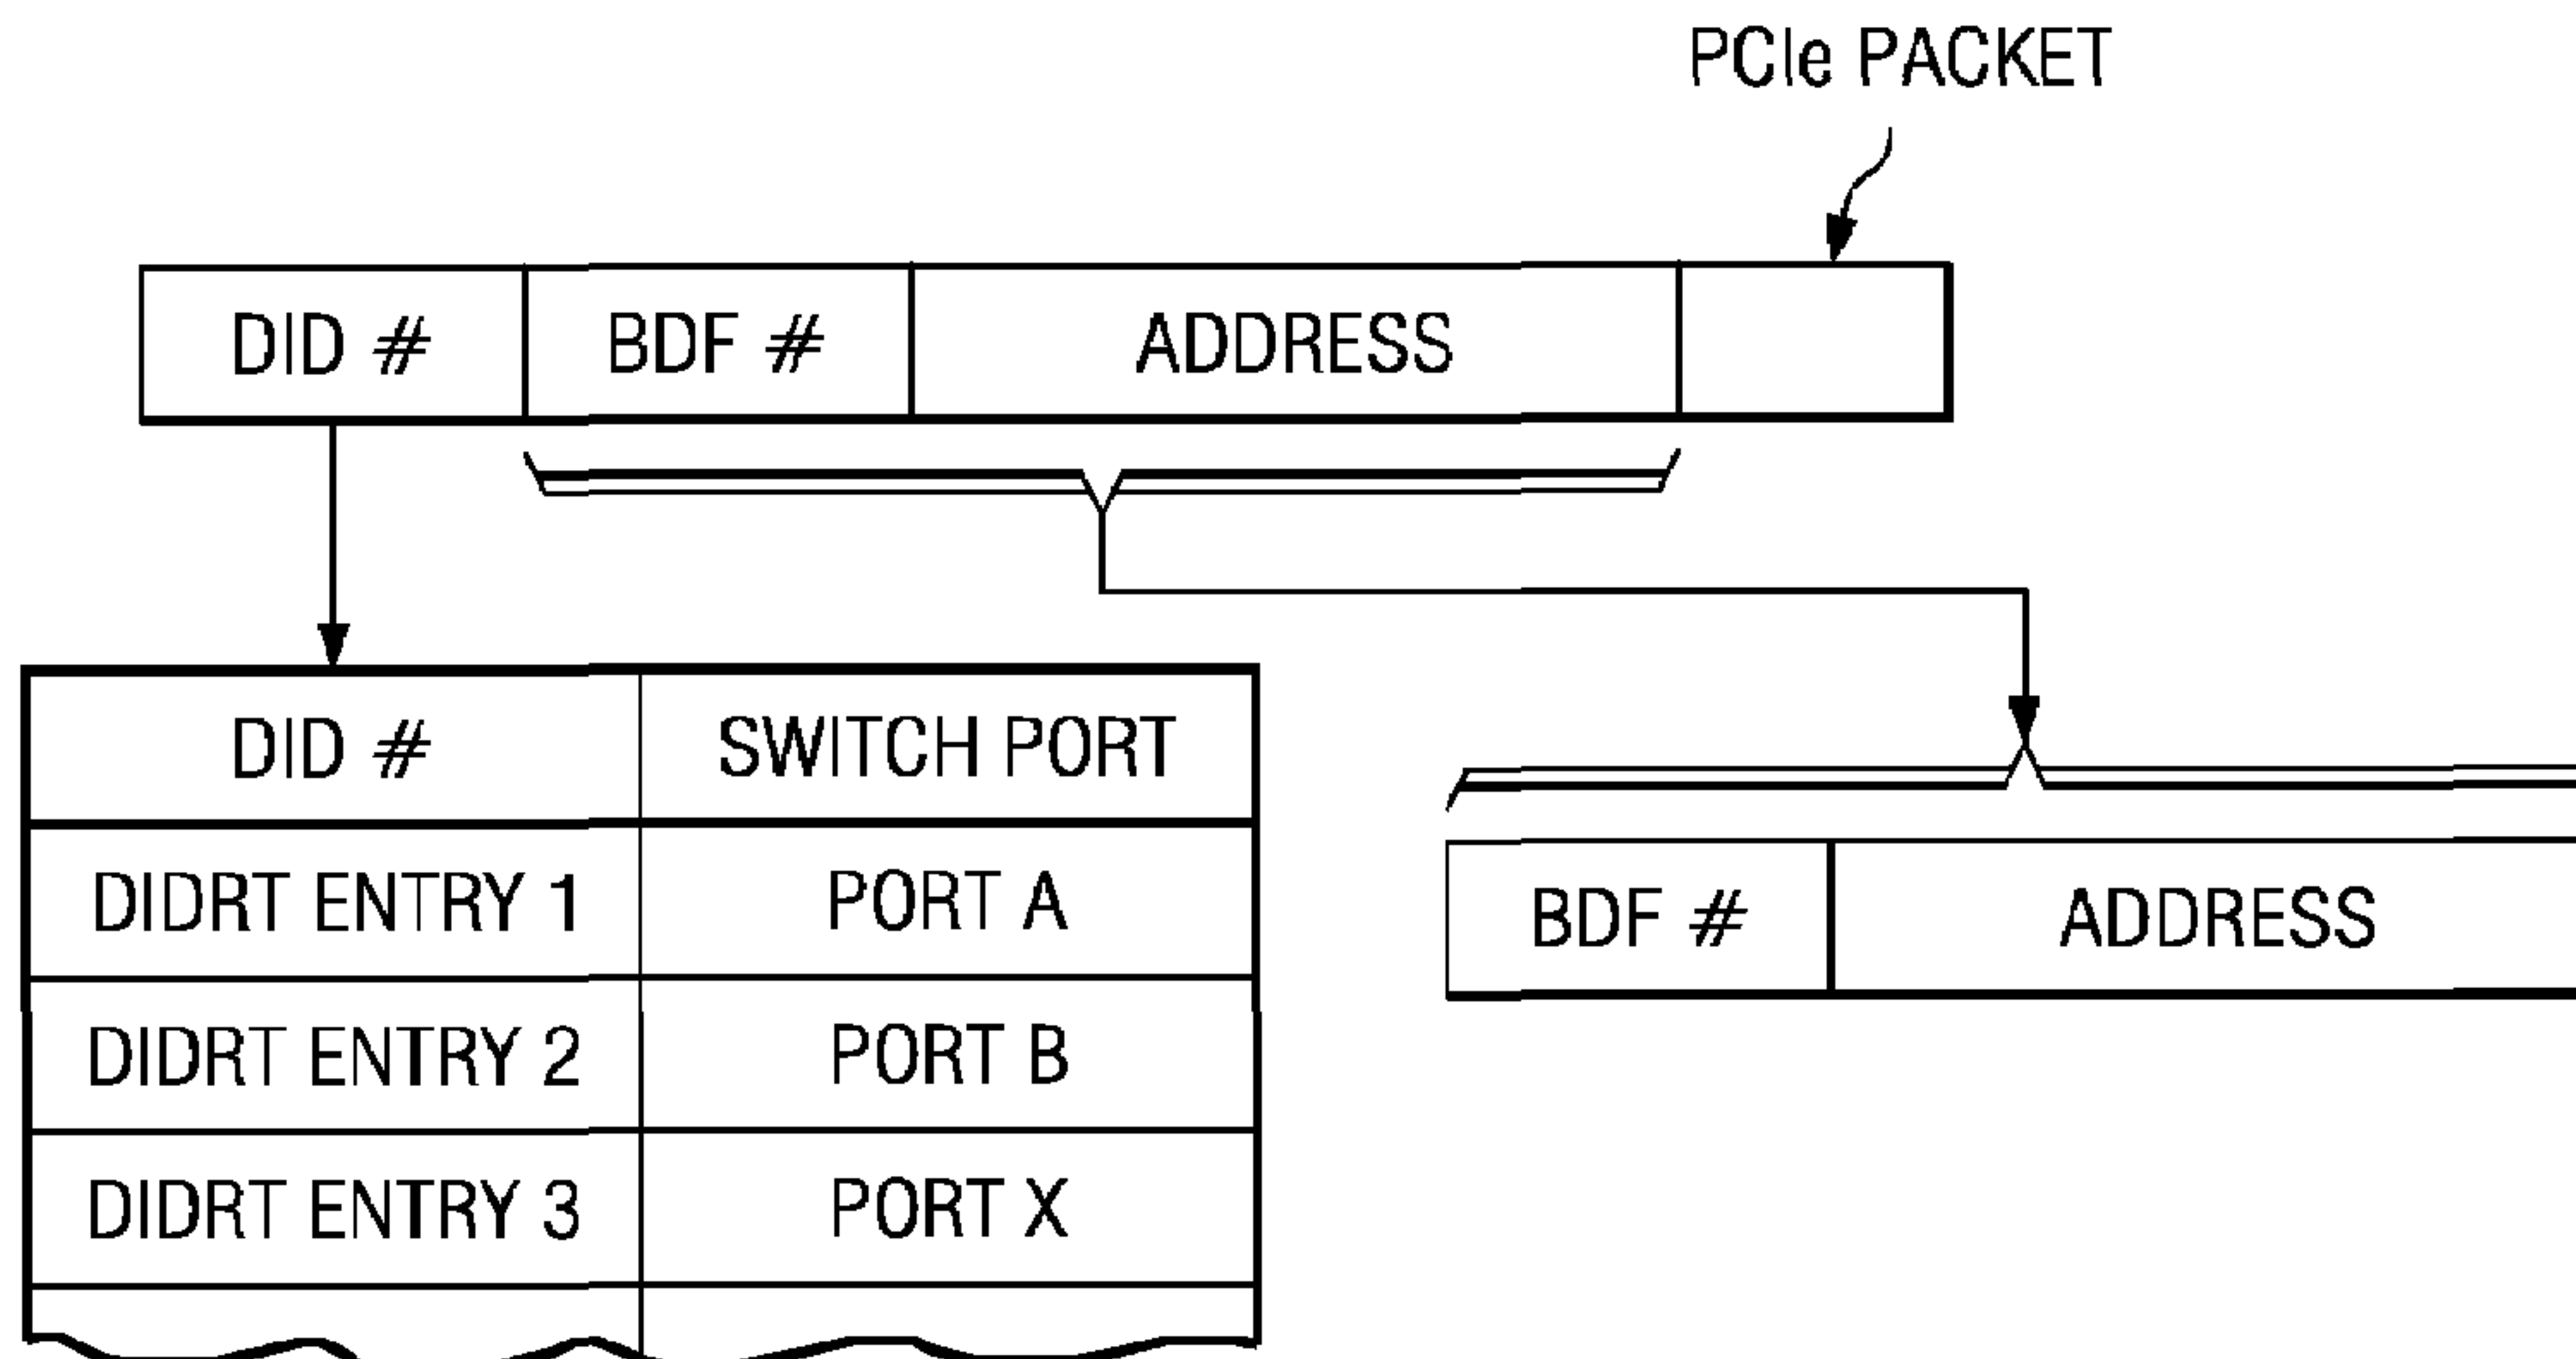 PCIe PACKET
DID # BDF # ADDRESS
DID # SWITCH PORT
DIDRT ENTRY 1 PORT A
BDF # ADDRESS
DIDRT ENTRY 2 PORT B
DIDRT ENTRY 3 PORT X